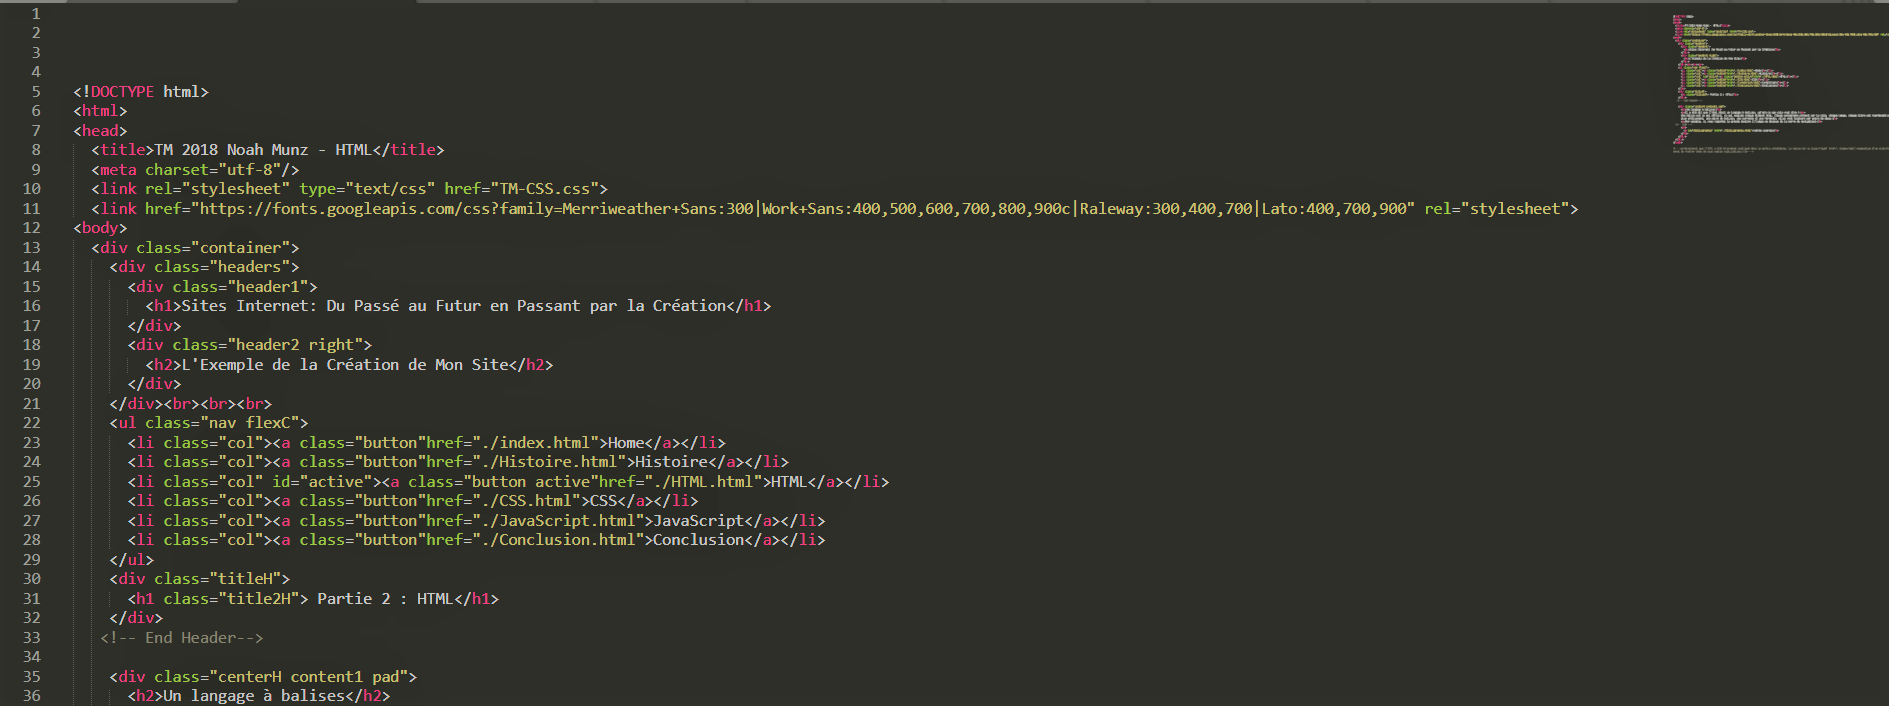 1
2
3
4
5 <!DOCTYPE html>
6 <html>
7 <head>
8 <title>TM 2018 Noah Munz - HTML</title>
9 <meta charset="utf-8"/>
10 <link rel="stylesheet" type="text/css" href="TM-CSS.css">
11 <link href="https://fonts.googleapis.com/css?family=Merriweather+Sans:300|Work+Sans:400,500,600,700,800,900c|Raleway:300,400,700|Lato:400,700,900" rel="stylesheet">
12 <body>
13 <div class="container">
14 <div class="headers">
15 <div class="header1">
16 <h1>Sites Internet: Du Passé au Futur en Passant par la Création</h1>
17 </div>
18 <div class="header2 right">
19 <h2>L'Exemple de la Création de Mon Site</h2>
20 </div>
21 </div><br><br><br>
22 <ul class="nav flexC">
23 <li class="col"><a class="button"href="./index.html">Home</a></li>
24 <li class="col"><a class="button"href="./Histoire.html">Histoire</a></li>
25 <li class="col" id="active"><a class="button active"href="./HTML.html">HTML</a></li>
26 <li class="col"><a class="button"href="./CSS.html">CSS</a></li>
27 <li class="col"><a class="button"href="./JavaScript.html">JavaScript</a></li>
28 <li class="col"><a class="button"href="./Conclusion.html">Conclusion</a></li>
29 </ul>
30 <div class="titleH">
31 <h1 class="title2H"> Partie 2 : HTML</h1>
32 </div>
33 <!-- End Header-->
34
35 <div class="centerH content1 pad">
36 <h2>Un langage à balises</h2>